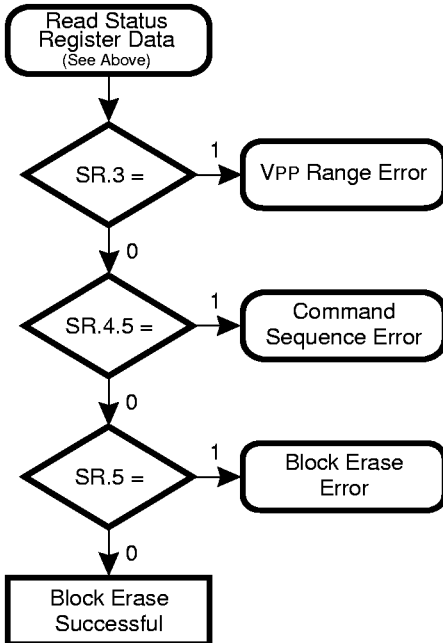 Read Status
Register Data
(See Above)
SR.3 =
1
VPP Range Error
0
SR.4.5 =
1
Command
Sequence Error
0
SR.5 =
1
Block Erase
Error
0
Block Erase
Successful